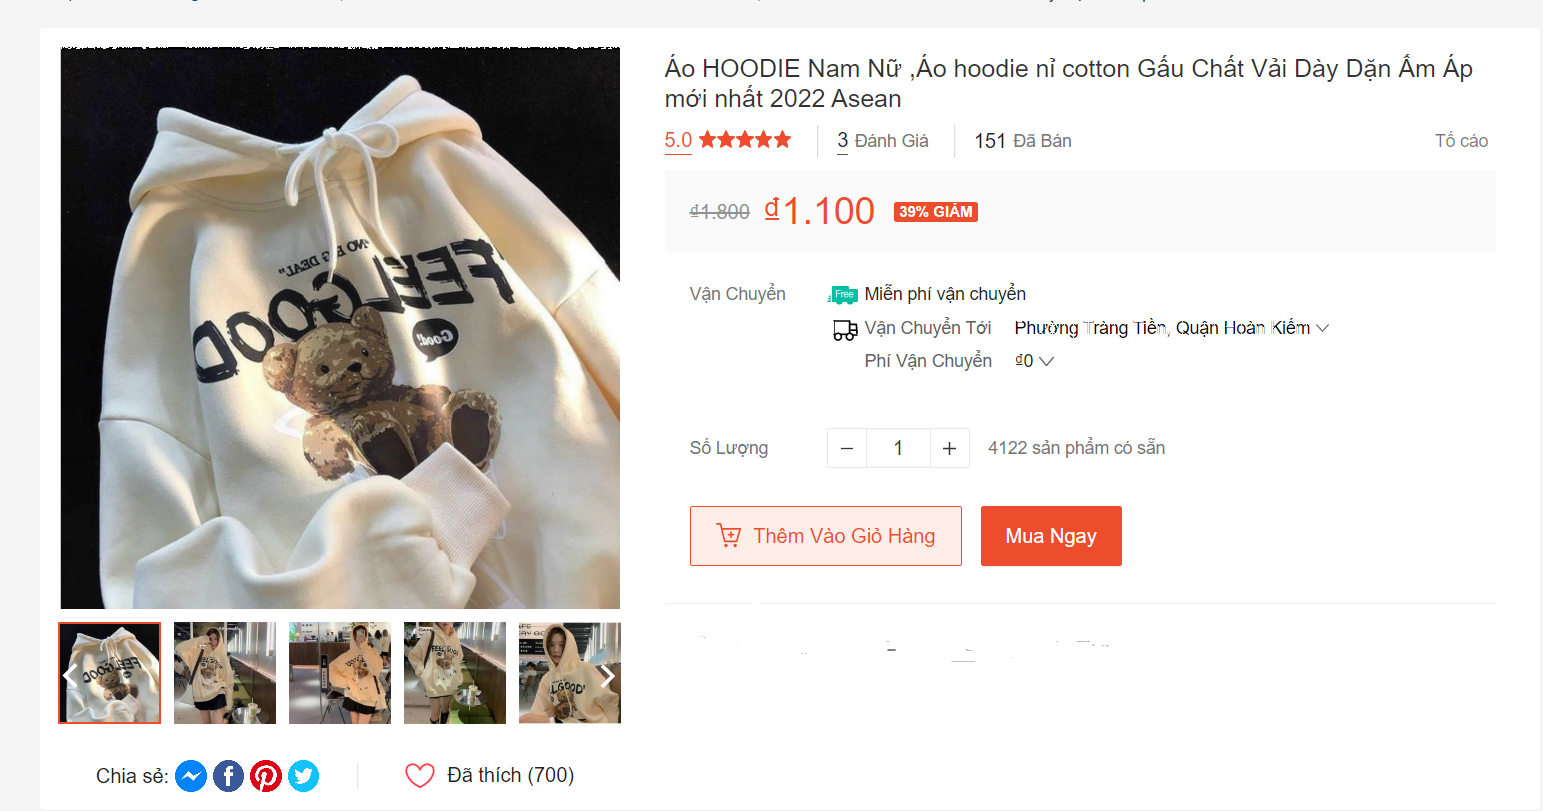 Áo HOODIE Nam Nữ ,Áo hoodie nỉ cotton Gấu Chất Vải Dày Dặn Ấm Áp
mới nhất 2022 Asean
5.0
3 Đánh Giá
151 Đã Bán
Tố cáo
₫1.800 ₫1.100 39% GIẢM
"NO BIG DEAL"
FEEL GOOD
Good!
Vận Chuyển
Free Miễn phí vận chuyển
Vận Chuyển Tới Phường Tràng Tiền, Quận Hoàn Kiếm
Phí Vận Chuyển ₫0
Số Lượng
1
4122 sản phẩm có sẵn
Thêm Vào Giỏ Hàng
Mua Ngay
Chia sẻ:
Đã thích (700)